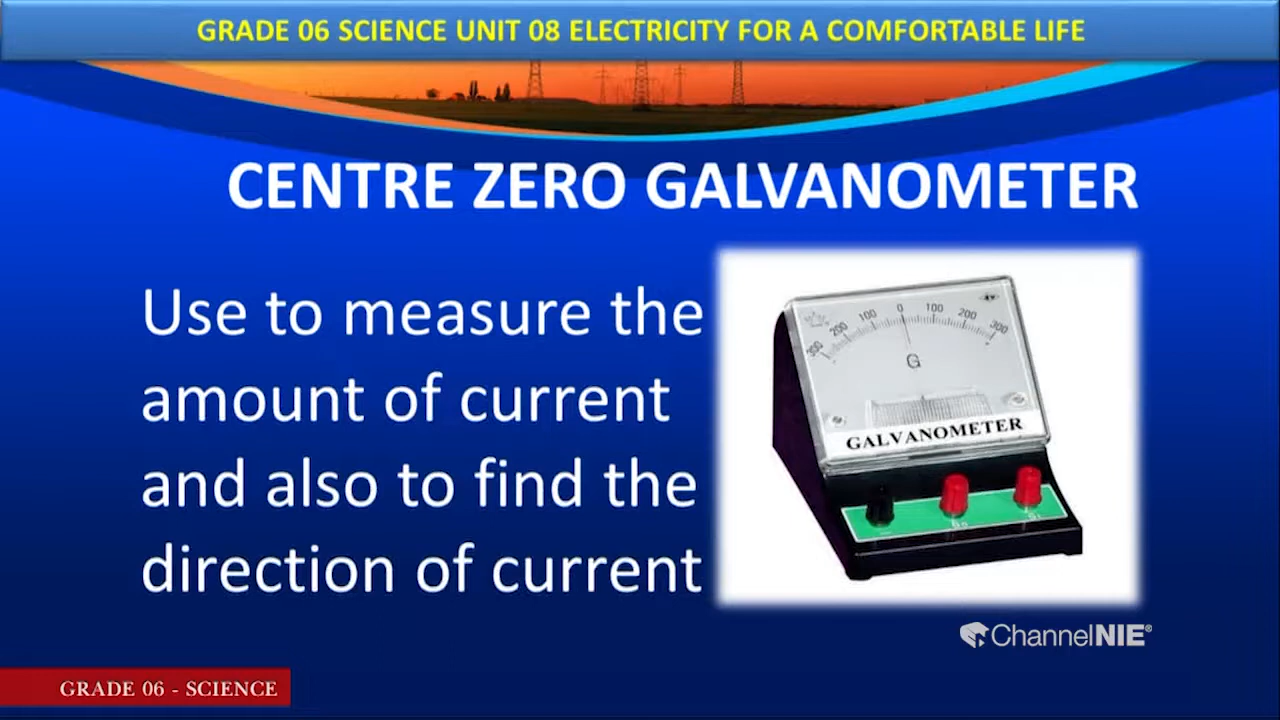 GRADE 06 SCIENCE UNIT 08 ELECTRICITY FOR A COMFORTABLE LIFE
CENTRE ZERO GALVANOMETER
Use to measure the
amount of current
and also to find the
direction of current
300 200 100 0 100 200 300
G
GALVANOMETER
ChannelNIE®
GRADE 06 - SCIENCE